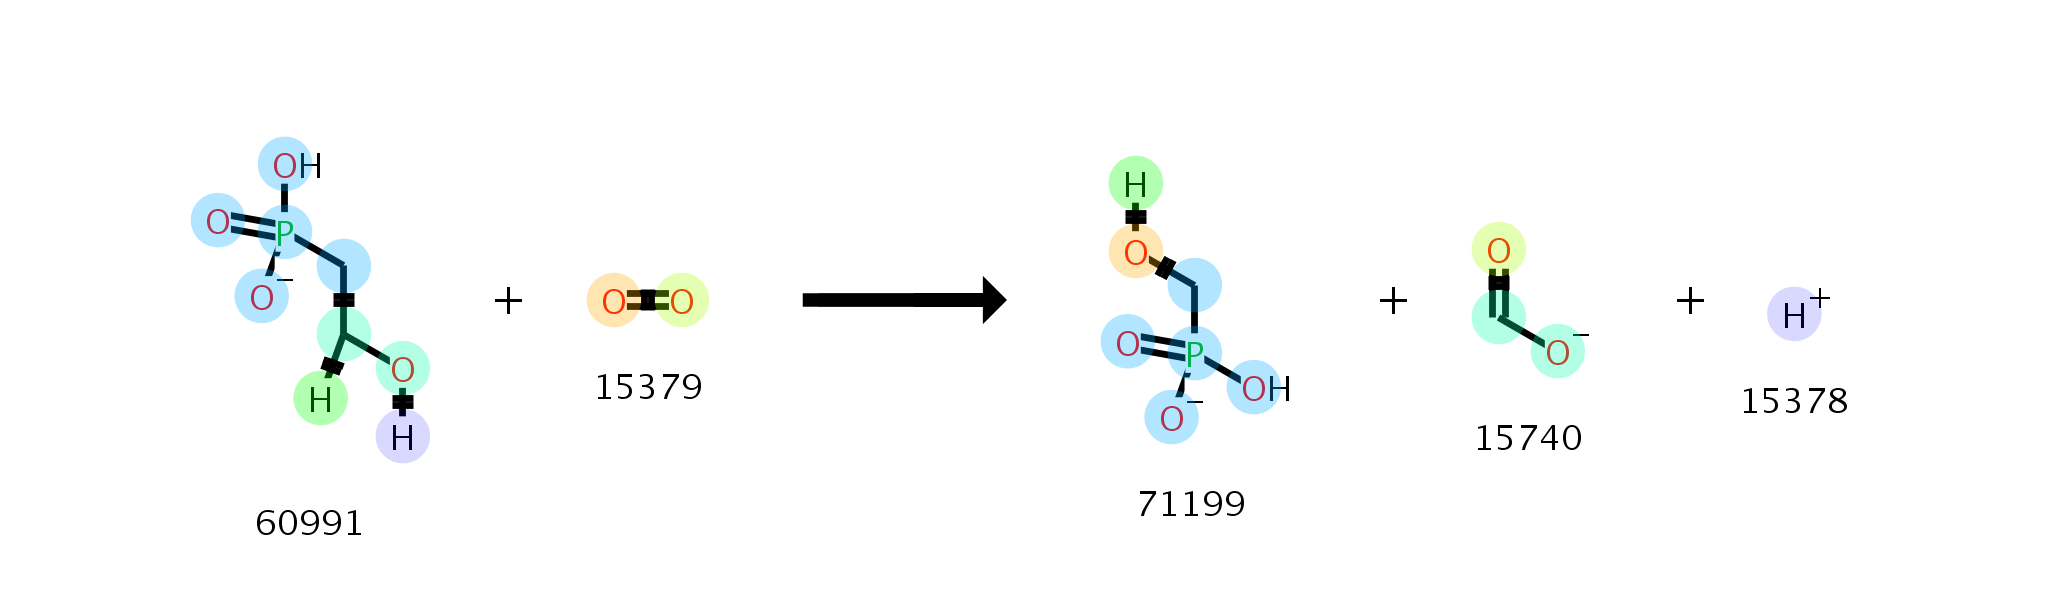 OH
O
P
O−
O
H
H
60991
+
O
O
15379
H
O
O
P
OH
O−
71199
+
O
O−
15740
+
H+
15378